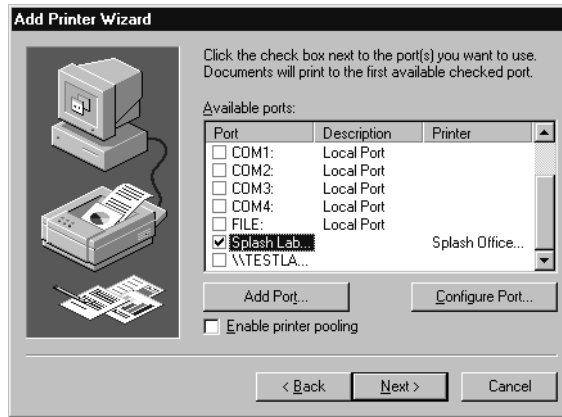 Add Printer Wizard
Click the check box next to the port(s) you want to use.
Documents will print to the first available checked port.
Available ports:
Port Description Printer
COM1: Local Port
COM2: Local Port
COM3: Local Port
COM4: Local Port
FILE: Local Port
Splash Lab... Splash Office...
\\TESTLA...
Add Port... Configure Port...
Enable printer pooling
< Back Next > Cancel